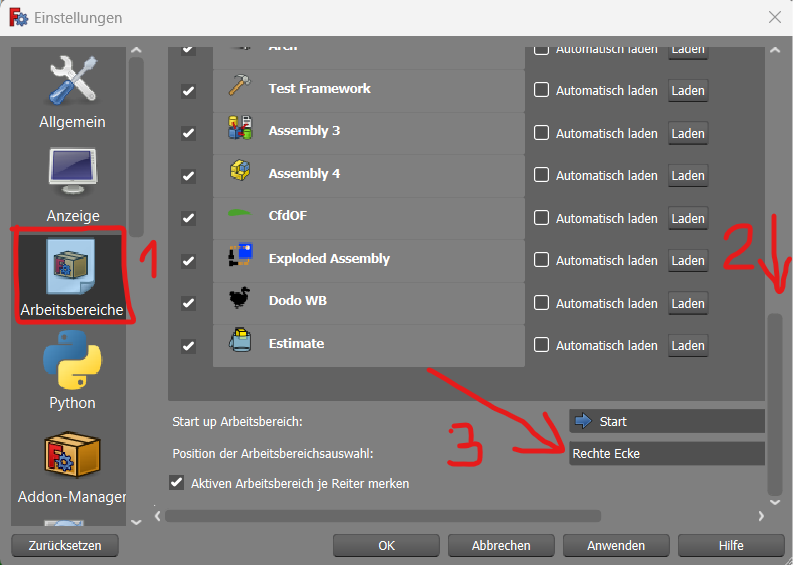 Einstellungen
Allgemein
Anzeige
Arbeitsbereiche
Python
Addon-Manager
1
Arch Automatisch laden Laden
Test Framework Automatisch laden Laden
Assembly 3 Automatisch laden Laden
Assembly 4 Automatisch laden Laden
CfdOF Automatisch laden Laden
Exploded Assembly Automatisch laden Laden
2
Dodo WB Automatisch laden Laden
Estimate Automatisch laden Laden
Start up Arbeitsbereich: Start
3
Position der Arbeitsbereichsauswahl: Rechte Ecke
Aktiven Arbeitsbereich je Reiter merken
Zurücksetzen OK Abbrechen Anwenden Hilfe